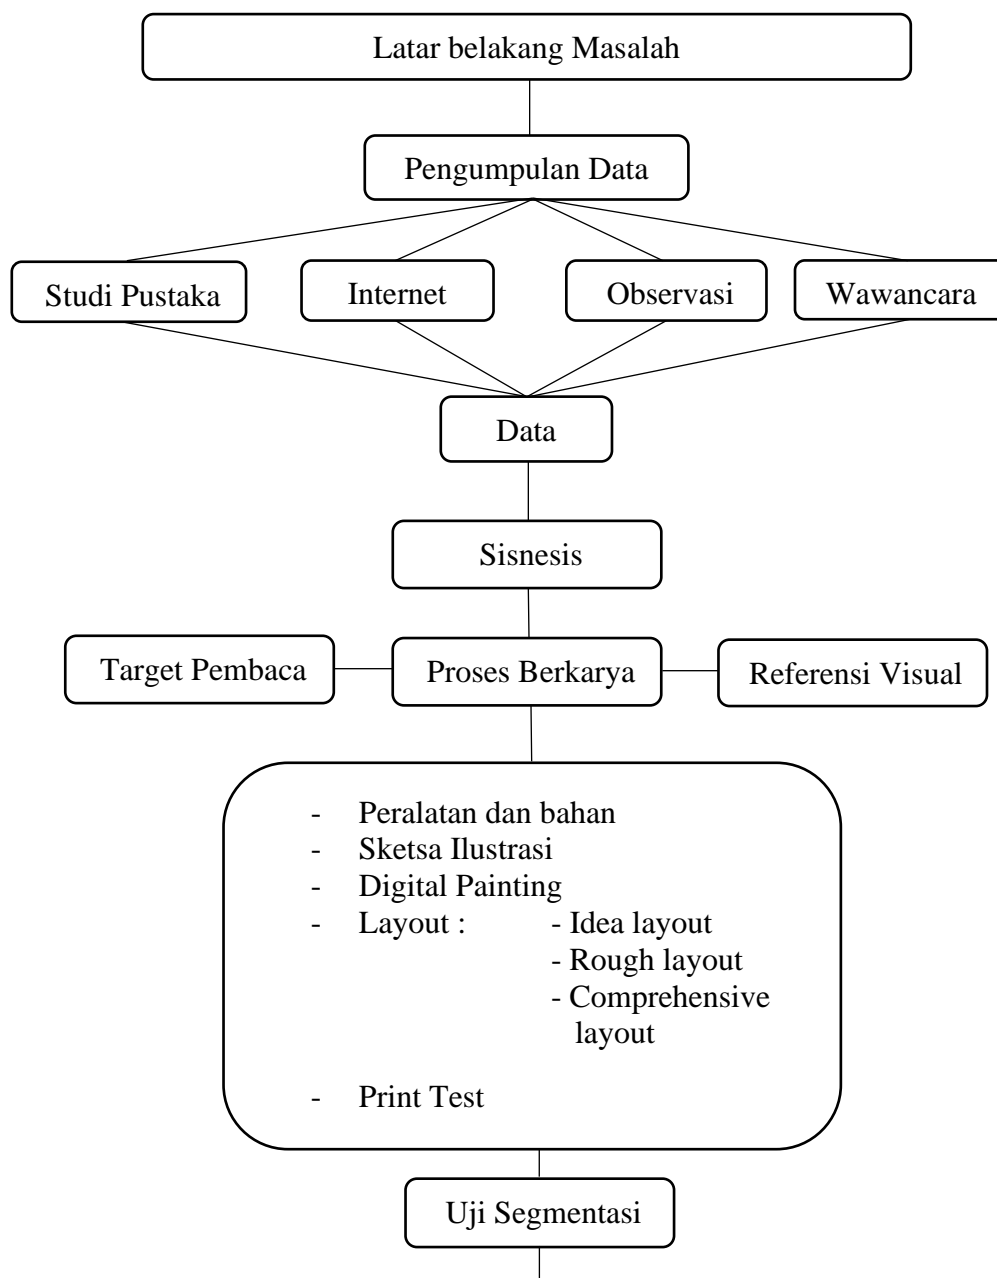 Latar belakang Masalah
Pengumpulan Data
Studi Pustaka
Internet
Observasi
Wawancara
Data
Sisnesis
Target Pembaca
Proses Berkarya
Referensi Visual
- Peralatan dan bahan
- Sketsa Ilustrasi
- Digital Painting
- Layout : - Idea layout
- Rough layout
- Comprehensive
layout
- Print Test
Uji Segmentasi